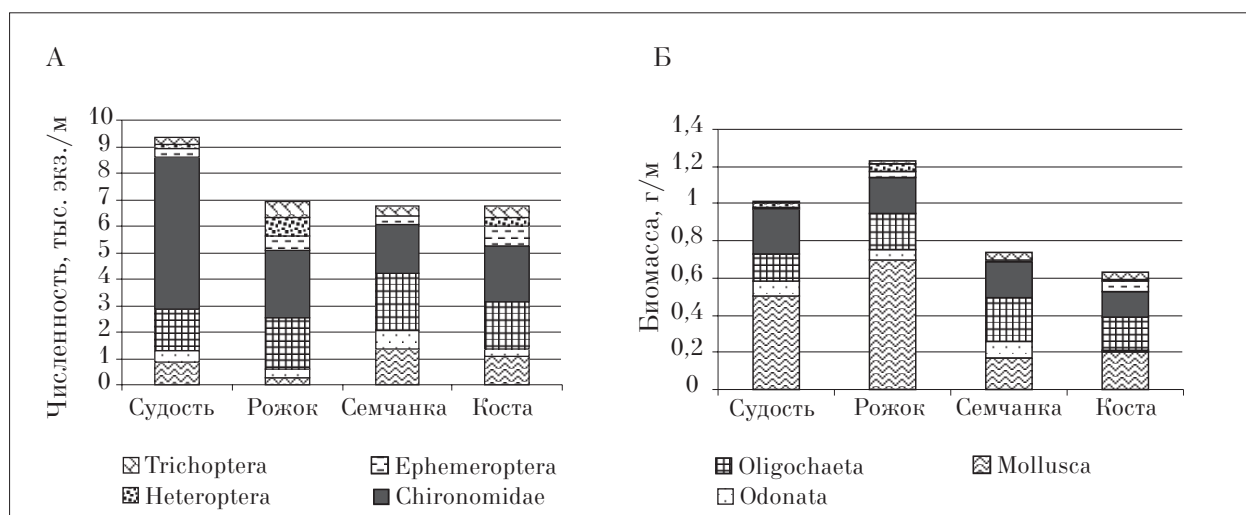 А
Б
Численность, тыс. экз./м
10
9
8
7
6
5
4
3
2
1
0
Судость Рожок Семчанка Коста
Биомасса, г/м
1,4
1,2
1
0,8
0,6
0,4
0,2
0
Судость Рожок Семчанка Коста
Trichoptera Ephemeroptera Oligochaeta Mollusca
Heteroptera Chironomidae Odonata